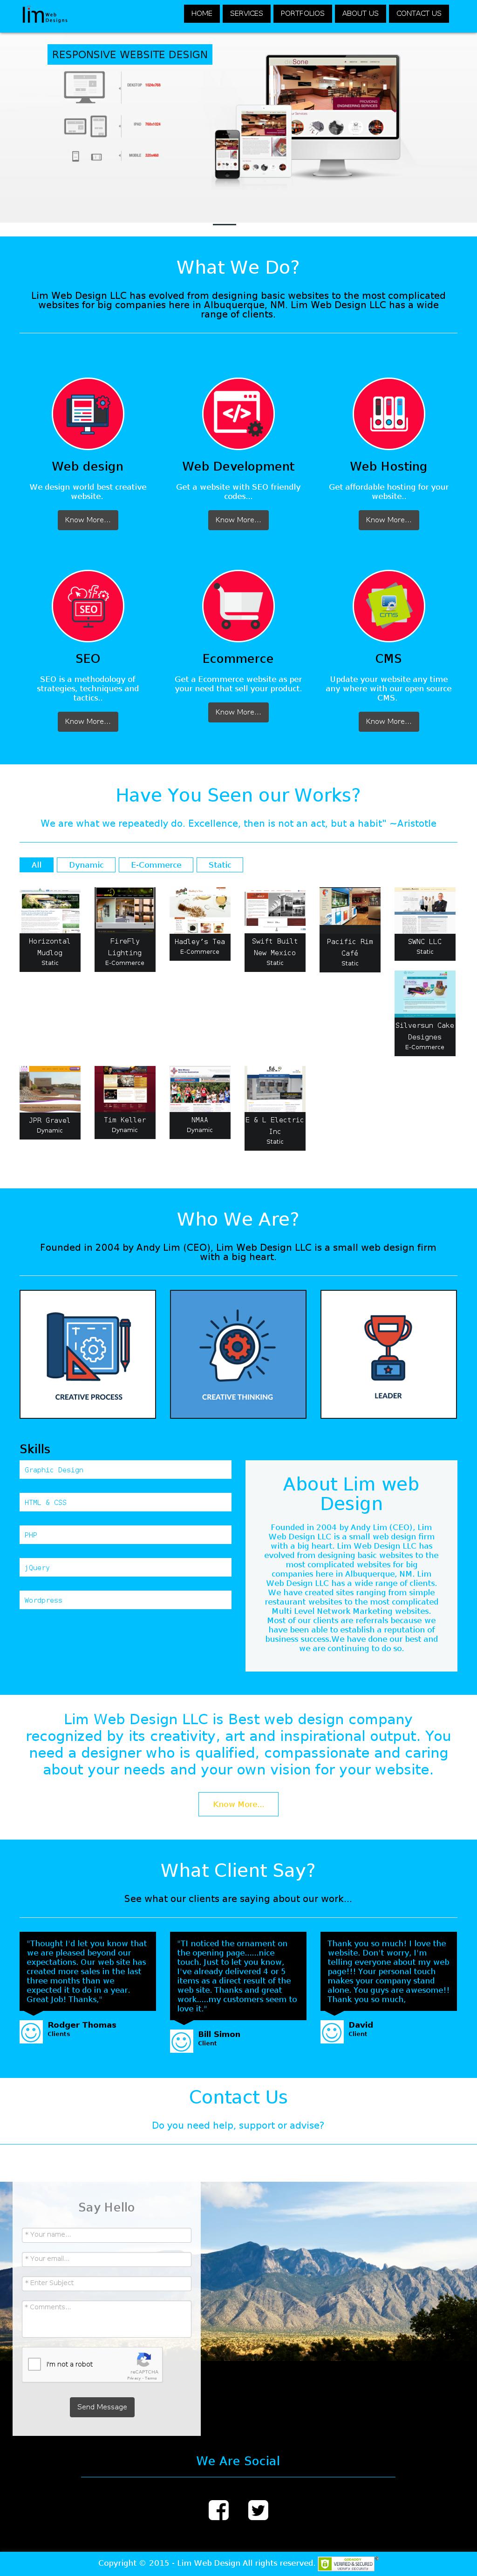 lim Web Designs
HOME SERVICES PORTFOLIOS ABOUT US CONTACT US
RESPONSIVE WEBSITE DESIGN
DESKTOP
IPAD
MOBILE
What We Do?
Lim Web Design LLC has evolved from designing basic websites to the most complicated
websites for big companies here in Albuquerque, NM. Lim Web Design LLC has a wide
range of clients.
Web design
We design world best creative
website.
Know More...
Web Development
Get a website with SEO friendly
codes...
Know More...
Web Hosting
Get affordable hosting for your
website..
Know More...
SEO
SEO
SEO is a methodology of
strategies, techniques and
tactics..
Know More...
Ecommerce
Get a Ecommerce website as per
your need that sell your product.
Know More...
CMS
CMS
Update your website any time
any where with our open source
CMS.
Know More...
Have You Seen our Works?
We are what we repeatedly do. Excellence, then is not an act, but a habit" ~Aristotle
All Dynamic E-Commerce Static
Horizontal
Mudlog
Static
FireFly
Lighting
E-Commerce
Hadley's Tea
E-Commerce
Swift Built
New Mexico
Static
Pacific Rim
Café
Static
SWNC LLC
Static
Silversun Cake
Designes
E-Commerce
JPR Gravel
Dynamic
Tim Keller
Dynamic
NMAA
Dynamic
E & L Electric
Inc
Static
Who We Are?
Founded in 2004 by Andy Lim (CEO), Lim Web Design LLC is a small web design firm
with a big heart.
CREATIVE PROCESS
CREATIVE THINKING
LEADER
Skills
Graphic Design
HTML & CSS
PHP
jQuery
Wordpress
About Lim web
Design
Founded in 2004 by Andy Lim (CEO), Lim
Web Design LLC is a small web design firm
with a big heart. Lim Web Design LLC has
evolved from designing basic websites to the
most complicated websites for big
companies here in Albuquerque, NM. Lim
Web Design LLC has a wide range of clients.
We have created sites ranging from simple
restaurant websites to the most complicated
Multi Level Network Marketing websites.
Most of our clients are referrals because we
have been able to establish a reputation of
business success.We have done our best and
we are continuing to do so.
Lim Web Design LLC is Best web design company
recognized by its creativity, art and inspirational output. You
need a designer who is qualified, compassionate and caring
about your needs and your own vision for your website.
Know More...
What Client Say?
See what our clients are saying about our work...
"Thought I'd let you know that
we are pleased beyond our
expectations. Our web site has
created more sales in the last
three months than we
expected it to do in a year.
Great Job! Thanks,"
Rodger Thomas
Clients
"TI noticed the ornament on
the opening page......nice
touch. Just to let you know,
I've already delivered 4 or 5
items as a direct result of the
web site. Thanks and great
work.....my customers seem to
love it."
Bill Simon
Client
Thank you so much! I love the
website. Don't worry, I'm
telling everyone about my web
page!!! Your personal touch
makes your company stand
alone. You guys are awesome!!
Thank you so much,
David
Client
Contact Us
Do you need help, support or advise?
Say Hello
* Your name...
* Your email...
* Enter Subject
* Comments...
I'm not a robot
reCAPTCHA
Privacy - Terms
Send Message
We Are Social
Copyright © 2015 - Lim Web Design All rights reserved.
VERIFIED & SECURED
VERIFY SECURITY